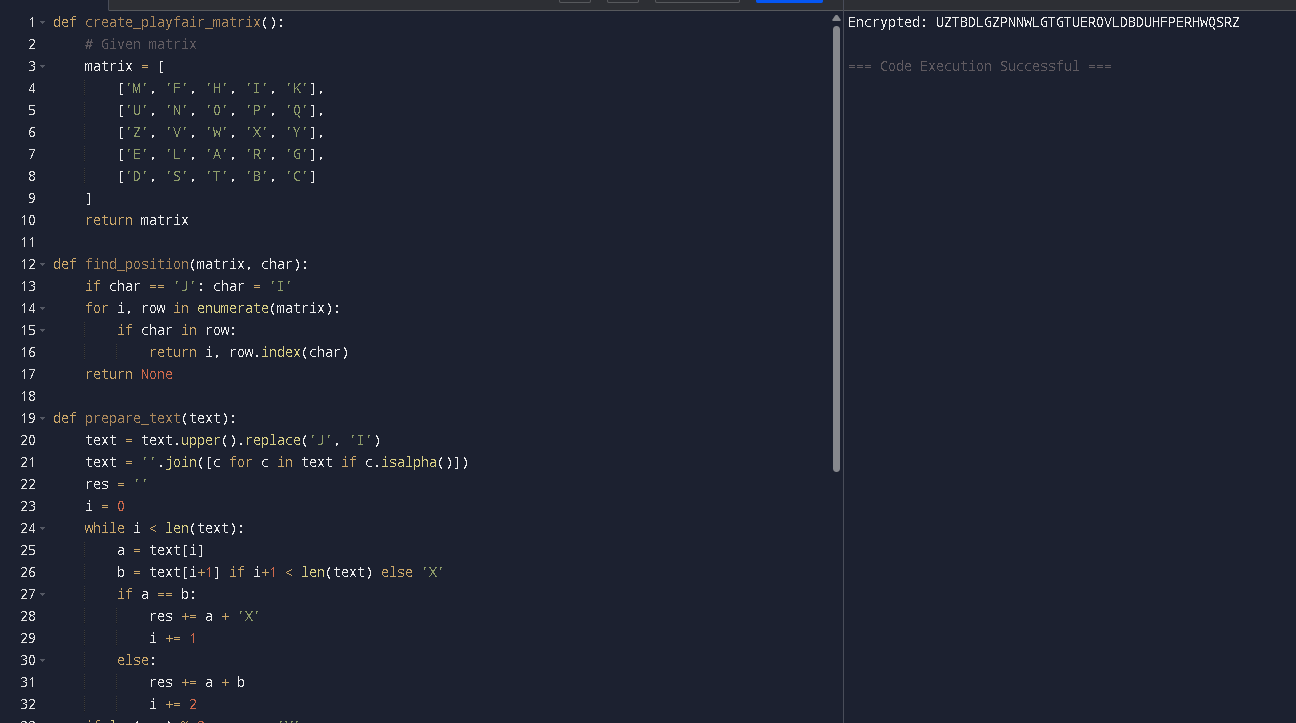 1 def create_playfair_matrix():
2     # Given matrix
3     matrix = [
4         ['M', 'F', 'H', 'I', 'K'],
5         ['U', 'N', 'O', 'P', 'Q'],
6         ['Z', 'V', 'W', 'X', 'Y'],
7         ['E', 'L', 'A', 'R', 'G'],
8         ['D', 'S', 'T', 'B', 'C']
9     ]
10     return matrix
11
12 def find_position(matrix, char):
13     if char == 'J': char = 'I'
14     for i, row in enumerate(matrix):
15         if char in row:
16             return i, row.index(char)
17     return None
18
19 def prepare_text(text):
20     text = text.upper().replace('J', 'I')
21     text = ''.join([c for c in text if c.isalpha()])
22     res = ''
23     i = 0
24     while i < len(text):
25         a = text[i]
26         b = text[i+1] if i+1 < len(text) else 'X'
27         if a == b:
28             res += a + 'X'
29             i += 1
30         else:
31             res += a + b
32             i += 2
Encrypted: UZTBDLGZPNNWLGTGTUEROVLDBDUHFPERHWQSRZ
=== Code Execution Successful ===